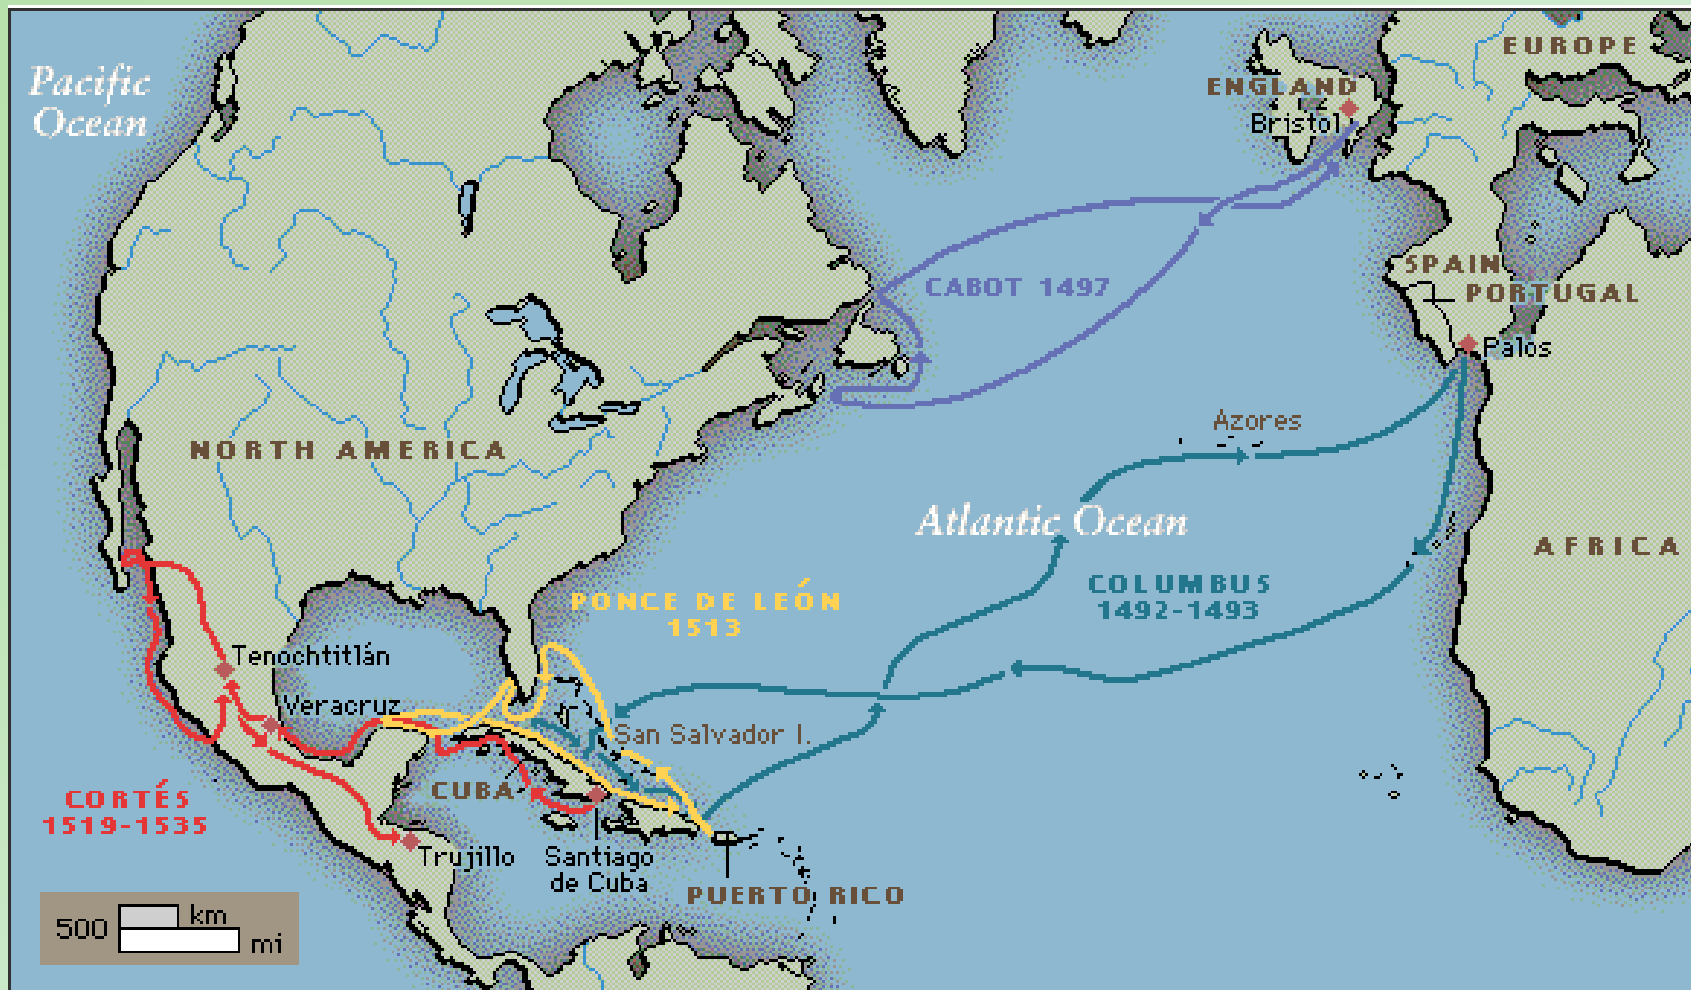 Pacific
Ocean
EUROPE
ENGLAND
Bristol
SPAIN
PORTUGAL
CABOT 1497
Palos
Azores
NORTH AMERICA
Atlantic Ocean
AFRICA
COLUMBUS
1492-1493
PONCE DE LEÓN
1513
Tenochtitlán
Veracruz
San Salvador I.
CUBA
CORTÉS
1519-1535
Trujillo
Santiago
de Cuba
PUERTO RICO
500 km
mi